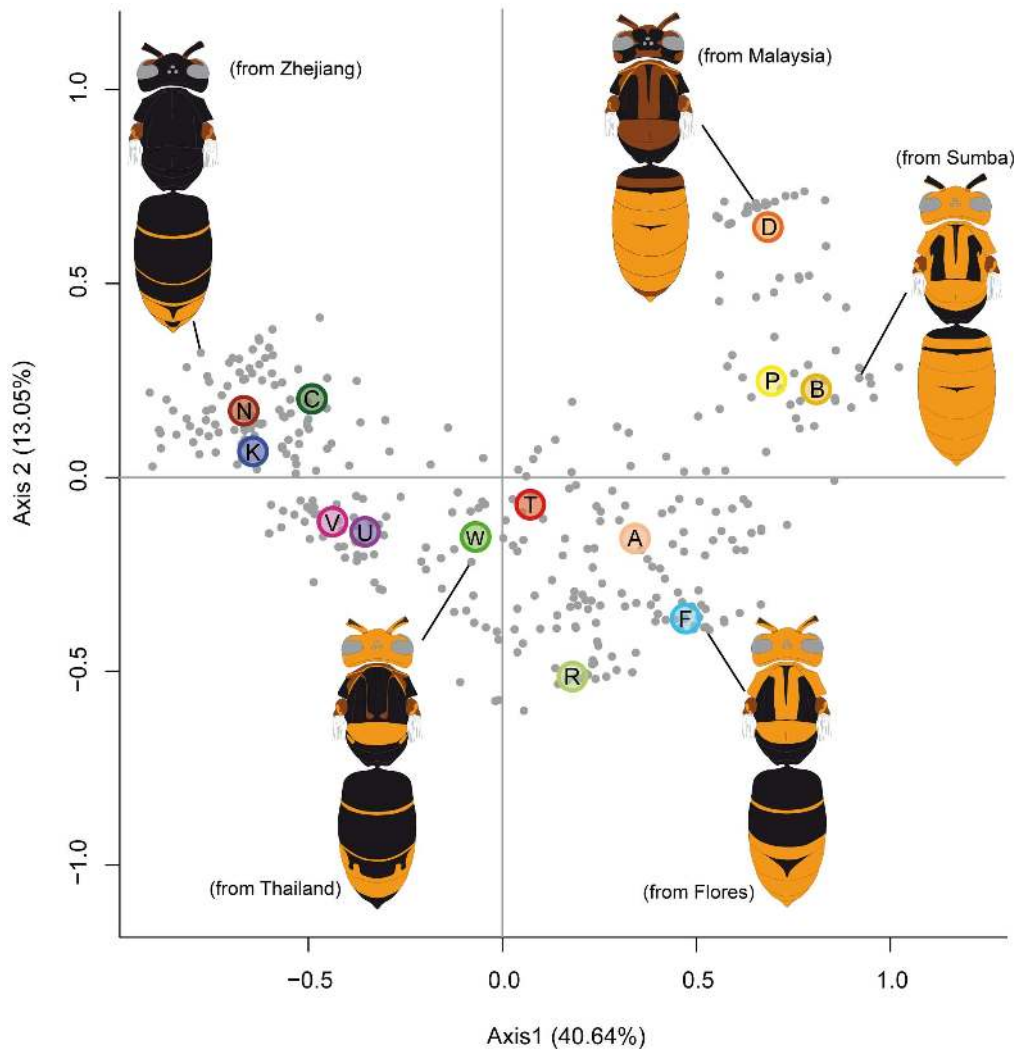 (from Zhejiang)
(from Malaysia)
(from Sumba)
1.0
0.5
0.0
−0.5
−1.0
Axis 2 (13.05%)
D
P
B
C
N
K
V
U
W
T
A
F
R
(from Thailand)
(from Flores)
−0.5
0.0
0.5
1.0
Axis1 (40.64%)